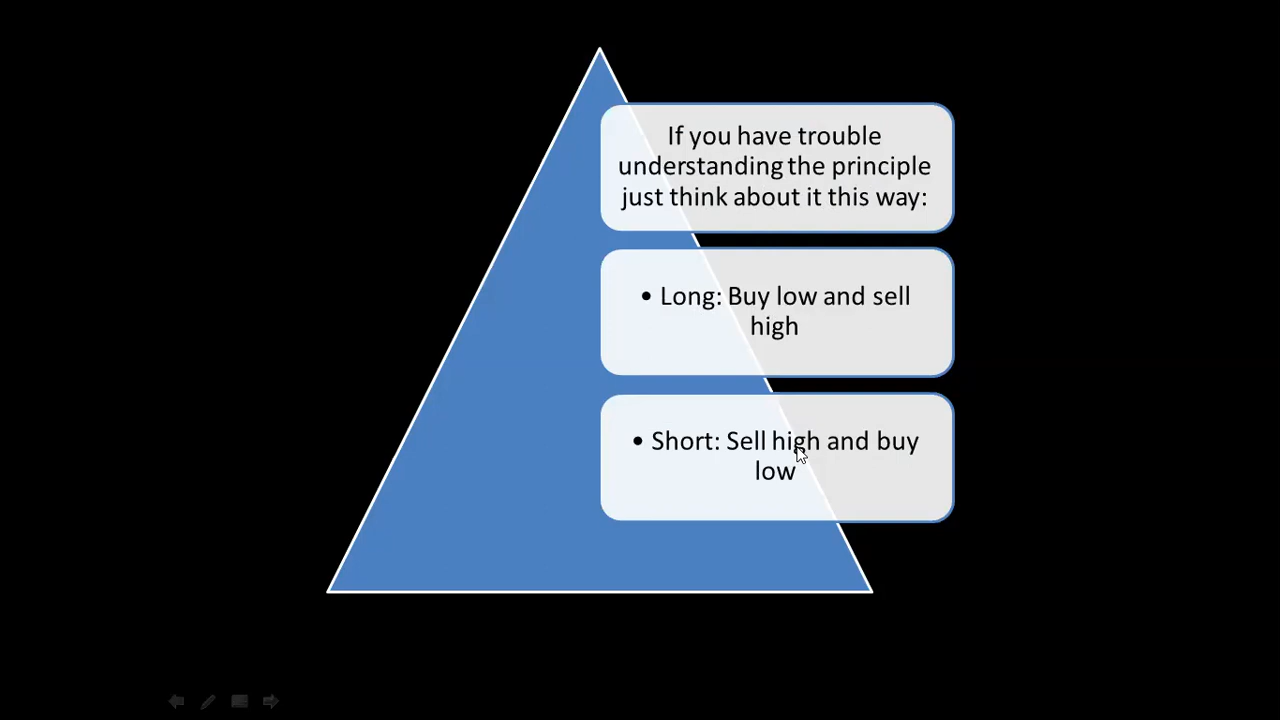 If you have trouble
understanding the principle
just think about it this way:
• Long: Buy low and sell
high
• Short: Sell high and buy
low